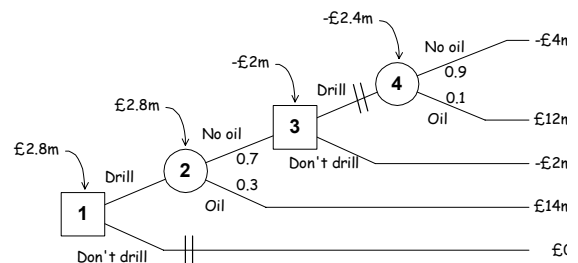 -£2.4m
-£4m
No oil
-£2m
4
0.9
Drill
0.1
£2.8m
Oil
£12m
3
£2.8m
No oil
0.7
Don't drill
-£2m
Drill
2
0.3
Oil
£14m
1
Don't drill
£0